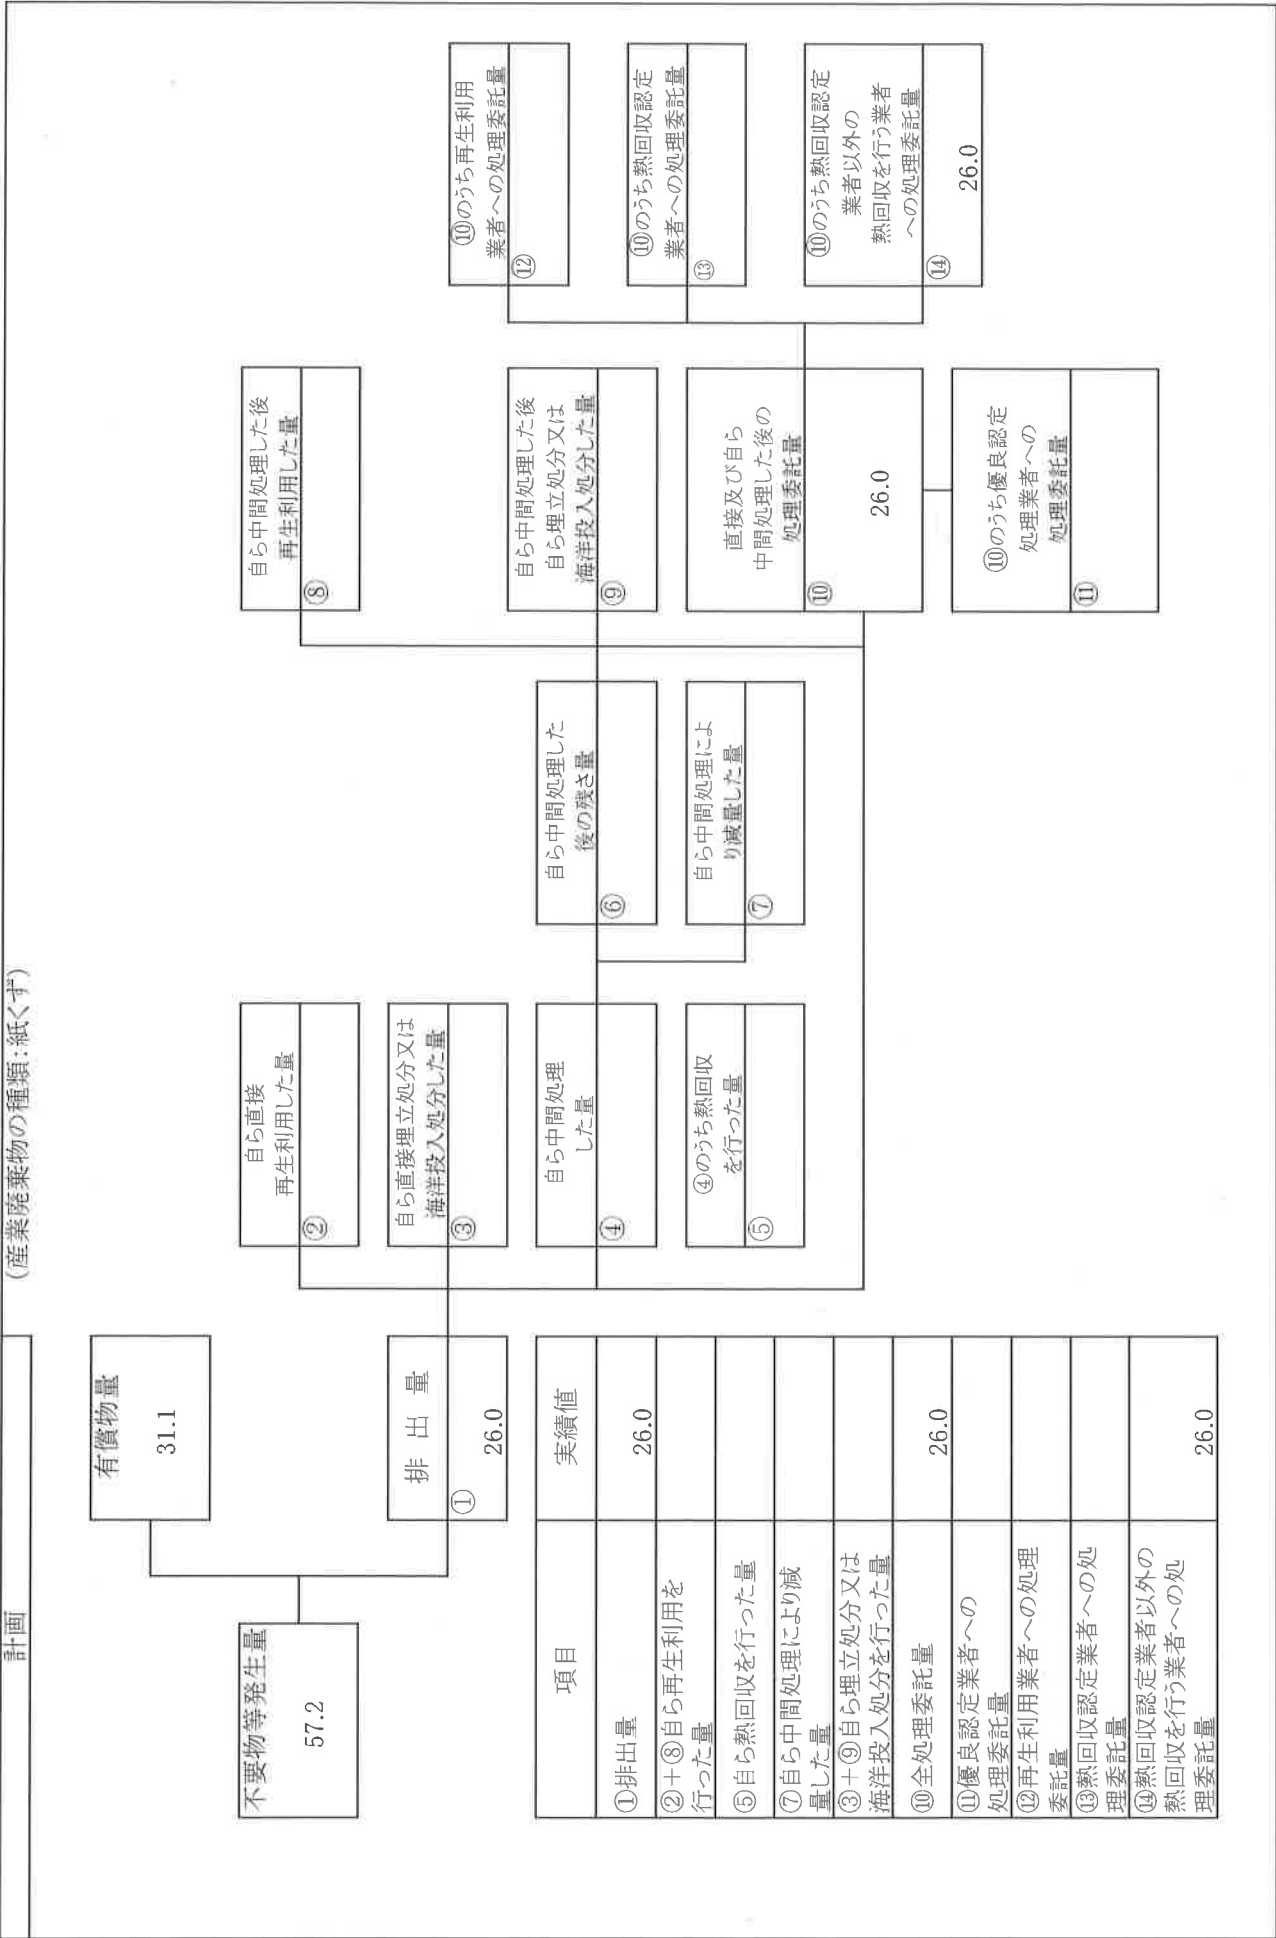 計画
(産業廃棄物の種類:紙くず)
有償物量
31.1
不要物等発生量
57.2
排 出 量
①
26.0
自ら直接
再生利用した量
②
自ら直接埋立処分又は
海洋投入処分した量
③
自ら中間処理
した量
④
④のうち熱回収
を行った量
⑤
自ら中間処理した
後の残さ量
⑥
自ら中間処理によ
り減量した量
⑦
自ら中間処理した後
再生利用した量
⑧
自ら中間処理した後
自ら埋立処分又は
海洋投入処分した量
⑨
直接及び自ら
中間処理した後の
処理委託量
⑩
26.0
⑩のうち優良認定
処理業者への
処理委託量
⑪
⑩のうち再生利用
業者への処理委託量
⑫
⑩のうち熱回収認定
業者への処理委託量
⑬
⑩のうち熱回収認定
業者以外の
熱回収を行う業者
への処理委託量
⑭
26.0
項目 実績値
①排出量 26.0
②+⑧自ら再生利用を
行った量
⑤自ら熱回収を行った量
⑦自ら中間処理により減
量した量
③+⑨自ら埋立処分又は
海洋投入処分を行った量
⑩全処理委託量 26.0
⑪優良認定業者への
処理委託量
⑫再生利用業者への処理
委託量
⑬熱回収認定業者への処
理委託量
⑭熱回収認定業者以外の
熱回収を行う業者への処
理委託量 26.0